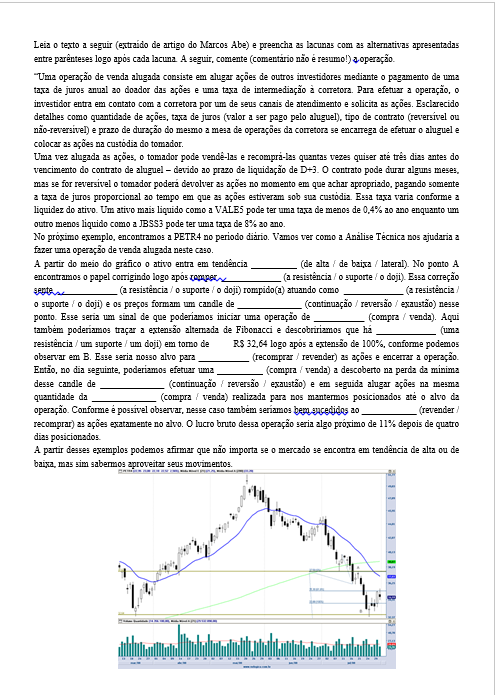 Leia o texto a seguir (extraído de artigo do Marcos Abe) e preencha as lacunas com as alternativas apresentadas
entre parênteses logo após cada lacuna. A seguir, comente (comentário não é resumo!) a operação.
“Uma operação de venda alugada consiste em alugar ações de outros investidores mediante o pagamento de uma
taxa de juros anual ao doador das ações e uma taxa de intermediação à corretora. Para efetuar a operação, o
investidor entra em contato com a corretora por um de seus canais de atendimento e solicita as ações. Esclarecido
detalhes como quantidade de ações, taxa de juros (valor a ser pago pelo aluguel), tipo de contrato (reversível ou
não-reversível) e prazo de duração do mesmo a mesa de operações da corretora se encarrega de efetuar o aluguel e
colocar as ações na custódia do tomador.
Uma vez alugada as ações, o tomador pode vendê-las e recomprá-las quantas vezes quiser até três dias antes do
vencimento do contrato de aluguel – devido ao prazo de liquidação de D+3. O contrato pode durar alguns meses,
mas se for reversível o tomador poderá devolver as ações no momento em que achar apropriado, pagando somente
a taxa de juros proporcional ao tempo em que as ações estiveram sob sua custódia. Essa taxa varia conforme a
liquidez do ativo. Um ativo mais líquido como a VALE5 pode ter uma taxa de menos de 0,4% ao ano enquanto um
outro menos líquido como a JBSS3 pode ter uma taxa de 8% ao ano.
No próximo exemplo, encontramos a PETR4 no período diário. Vamos ver como a Análise Técnica nos ajudaria a
fazer uma operação de venda alugada neste caso.
A partir do meio do gráfico o ativo entra em tendência __________ (de alta / de baixa / lateral). No ponto A
encontramos o papel corrigindo logo após romper ____________ (a resistência / o suporte / o doji). Essa correção
sente ____________ (a resistência / o suporte / o doji) rompido(a) atuando como ____________ (a resistência /
o suporte / o doji) e os preços formam um candle de ____________ (continuação / reversão / exaustão) nesse
ponto. Esse seria um sinal de que poderíamos iniciar uma operação de __________ (compra / venda). Aqui
também poderíamos traçar a extensão alternada de Fibonacci e descobriríamos que há ____________ (uma
resistência / um suporte / um doji) em torno de R$ 32,64 logo após a extensão de 100%, conforme podemos
observar em B. Esse seria nosso alvo para __________ (recomprar / revender) as ações e encerrar a operação.
Então, no dia seguinte, poderíamos efetuar uma _________ (compra / venda) a descoberto na perda da mínima
desse candle de ____________ (continuação / reversão / exaustão) e em seguida alugar ações na mesma
quantidade da ____________ (compra / venda) realizada para nos mantermos posicionados até o alvo da
operação. Conforme é possível observar, nesse caso também seríamos bem sucedidos ao ___________ (revender /
recomprar) as ações exatamente no alvo. O lucro bruto dessa operação seria algo próximo de 11% depois de quatro
dias posicionados.
A partir desses exemplos podemos afirmar que não importa se o mercado se encontra em tendência de alta ou de
baixa, mas sim sabermos aproveitar seus movimentos.